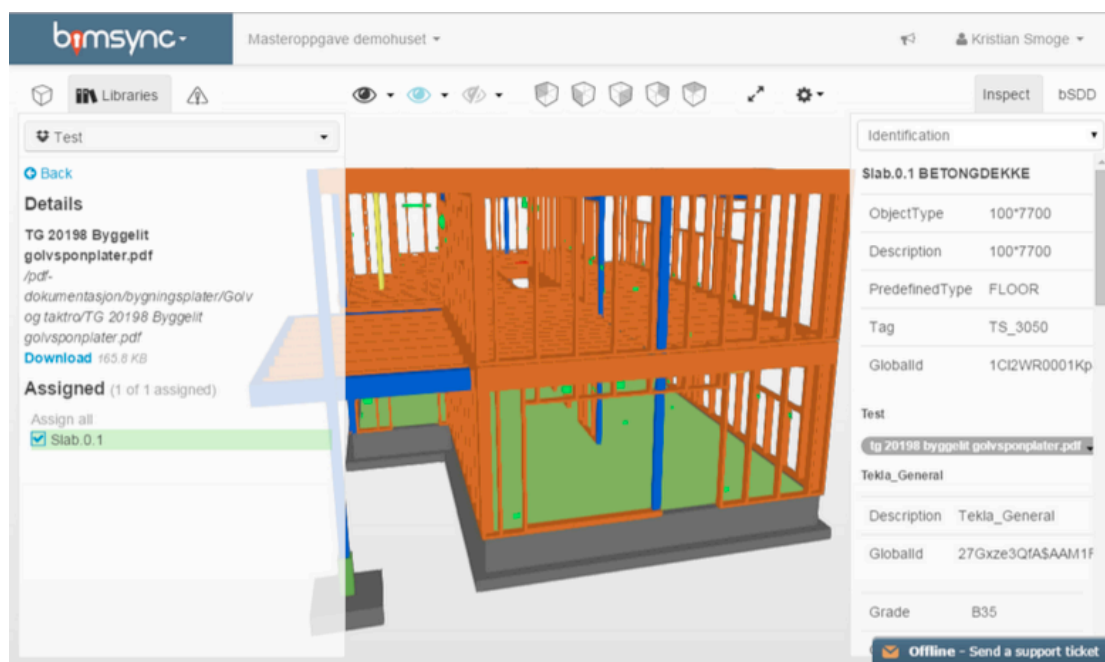 bimsync
Masteroppgave demohuset
Kristian Smoge
Libraries
Inspect
bSDD
Test
Identification
Back
Details
TG 20198 Byggelit
golvsponplater.pdf
/pdf-
dokumentasjon/bygningsplater/Golv
og taktro/TG 20198 Byggelit
golvsponplater.pdf
Download 165.8 KB
Assigned (1 of 1 assigned)
Assign all
Slab.0.1
Slab.0.1 BETONGDEKKE
ObjectType 100*7700
Description 100*7700
PredefinedType FLOOR
Tag TS_3050
GlobalId 1CI2WR0001Kp
Test
tg 20198 byggelit golvsponplater.pdf
Tekla_General
Description Tekla_General
GlobalId 27Gxze3QfA$AAM1F
Grade B35
Offline - Send a support ticket